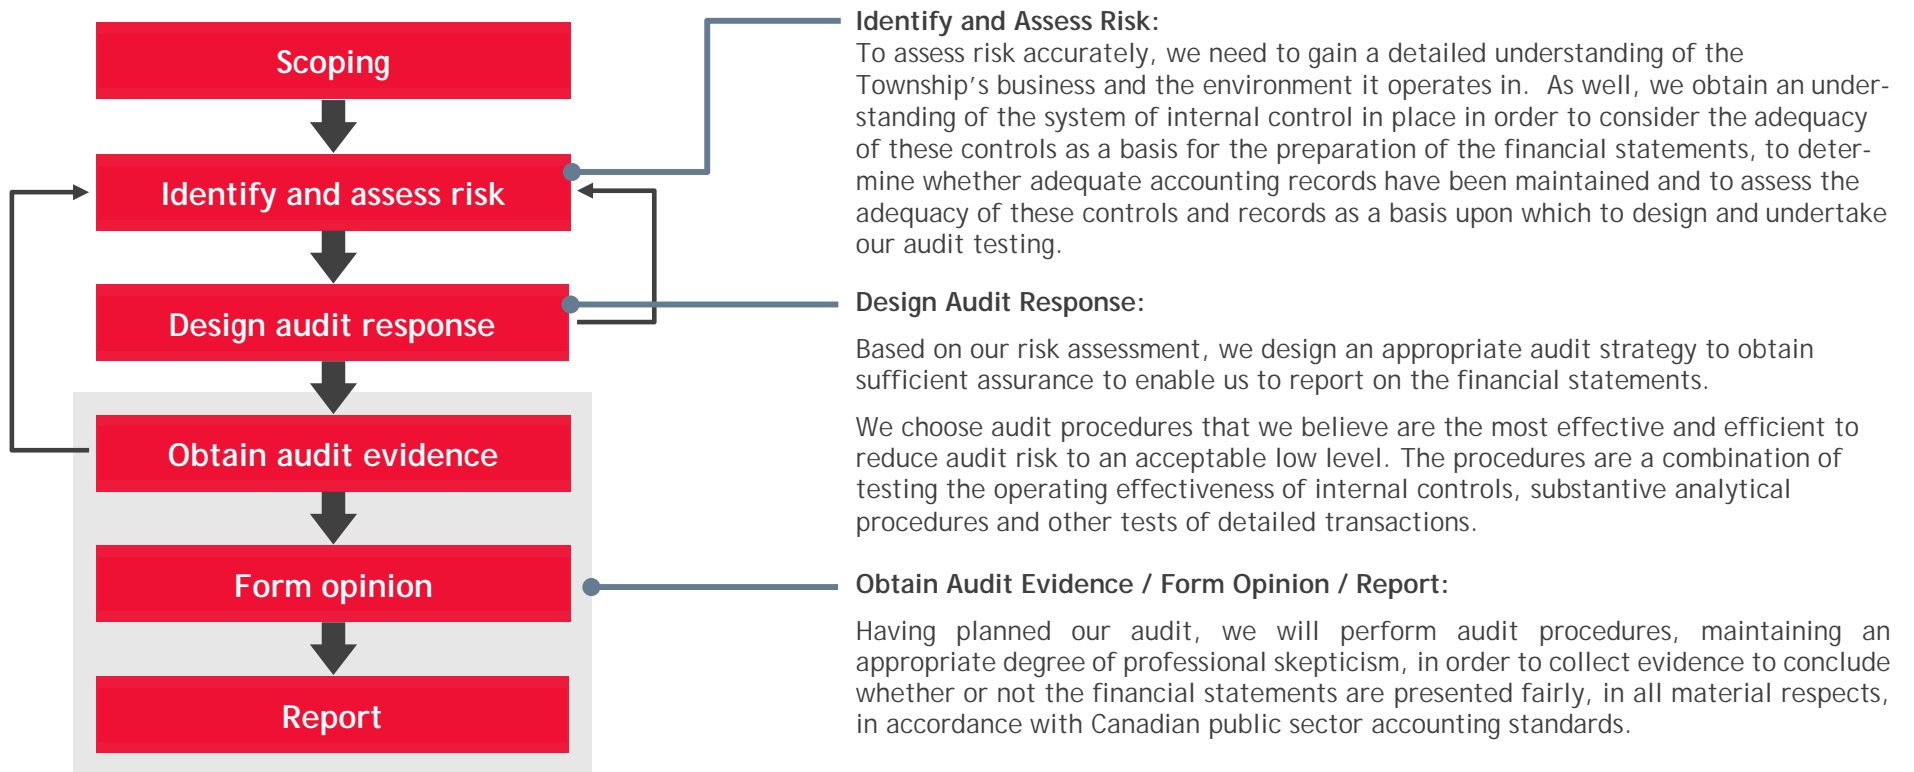 Scoping
Identify and assess risk
Design audit response
Obtain audit evidence
Form opinion
Report
Identify and Assess Risk:
To assess risk accurately, we need to gain a detailed understanding of the
Township’s business and the environment it operates in.  As well, we obtain an under-
standing of the system of internal control in place in order to consider the adequacy
of these controls as a basis for the preparation of the financial statements, to deter-
mine whether adequate accounting records have been maintained and to assess the
adequacy of these controls and records as a basis upon which to design and undertake
our audit testing.
Design Audit Response:
Based on our risk assessment, we design an appropriate audit strategy to obtain
sufficient assurance to enable us to report on the financial statements.
We choose audit procedures that we believe are the most effective and efficient to
reduce audit risk to an acceptable low level. The procedures are a combination of
testing the operating effectiveness of internal controls, substantive analytical
procedures and other tests of detailed transactions.
Obtain Audit Evidence / Form Opinion / Report:
Having planned our audit, we will perform audit procedures, maintaining an
appropriate degree of professional skepticism, in order to collect evidence to conclude
whether or not the financial statements are presented fairly, in all material respects,
in accordance with Canadian public sector accounting standards.